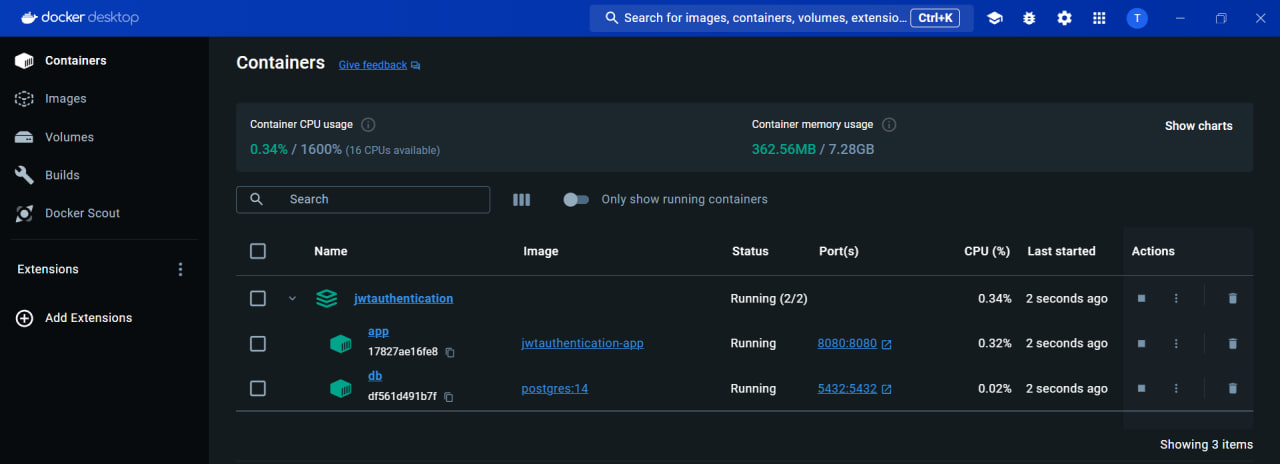 docker desktop
Search for images, containers, volumes, extensio... Ctrl+K
T
Containers
Images
Volumes
Builds
Docker Scout
Extensions
Add Extensions
Containers Give feedback
Container CPU usage
0.34% / 1600% (16 CPUs available)
Container memory usage
362.56MB / 7.28GB
Show charts
Search
Only show running containers
Name Image Status Port(s) CPU (%) Last started Actions
jwtauthentication Running (2/2) 0.34% 2 seconds ago
app
17827ae16fe8
jwtauthentication-app Running 8080:8080 0.32% 2 seconds ago
db
df561d491b7f
postgres:14 Running 5432:5432 0.02% 2 seconds ago
Showing 3 items